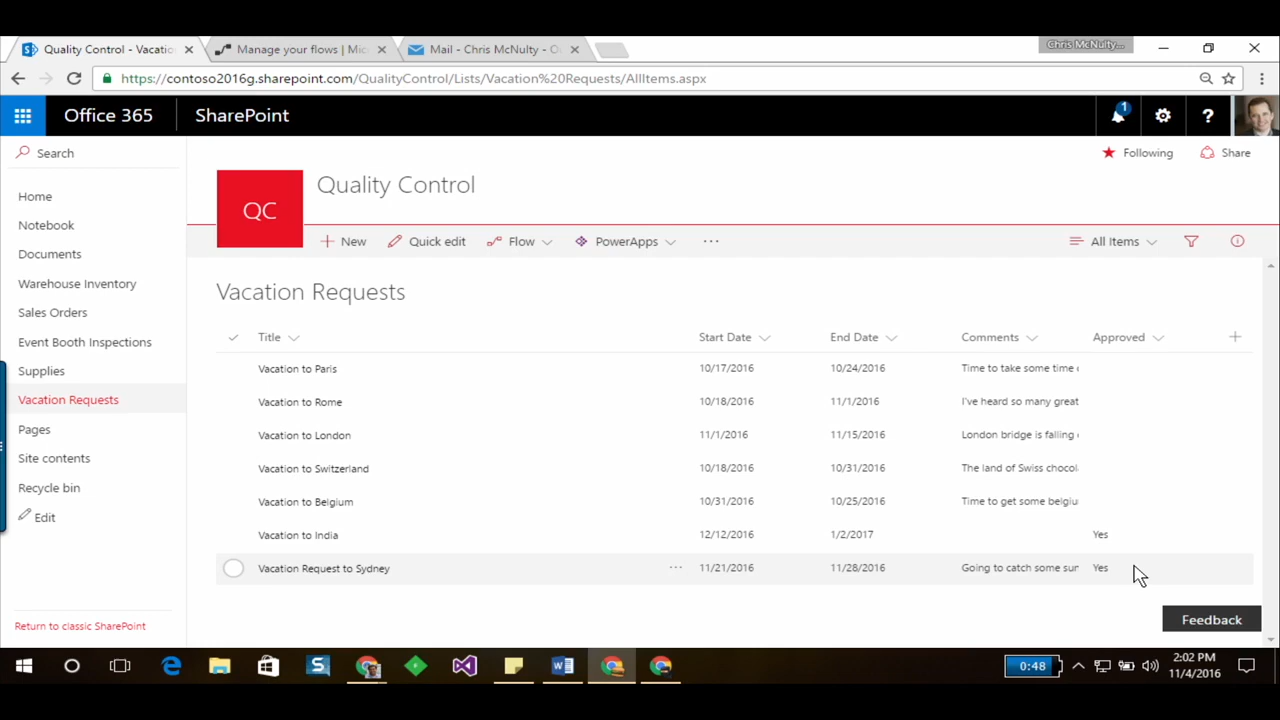 Quality Control - Vacatio
Manage your flows | Mic
Mail - Chris McNulty - O
Chris McNulty...
https://contoso2016g.sharepoint.com/QualityControl/Lists/Vacation%20Requests/AllItems.aspx
Office 365
SharePoint
1
?
Search
Following
Share
Home
Notebook
Documents
Warehouse Inventory
Sales Orders
Event Booth Inspections
Supplies
Vacation Requests
Pages
Site contents
Recycle bin
Edit
Return to classic SharePoint
QC
Quality Control
New Quick edit Flow PowerApps ... All Items
Vacation Requests
Title Start Date End Date Comments Approved
Vacation to Paris 10/17/2016 10/24/2016 Time to take some time
Vacation to Rome 10/18/2016 11/1/2016 I've heard so many great
Vacation to London 11/1/2016 11/15/2016 London bridge is falling
Vacation to Switzerland 10/18/2016 10/31/2016 The land of Swiss chocol
Vacation to Belgium 10/31/2016 10/25/2016 Time to get some belgiu
Vacation to India 12/12/2016 1/2/2017 Yes
Vacation Request to Sydney ... 11/21/2016 11/28/2016 Going to catch some sun Yes
Feedback
0:48
2:02 PM
11/4/2016